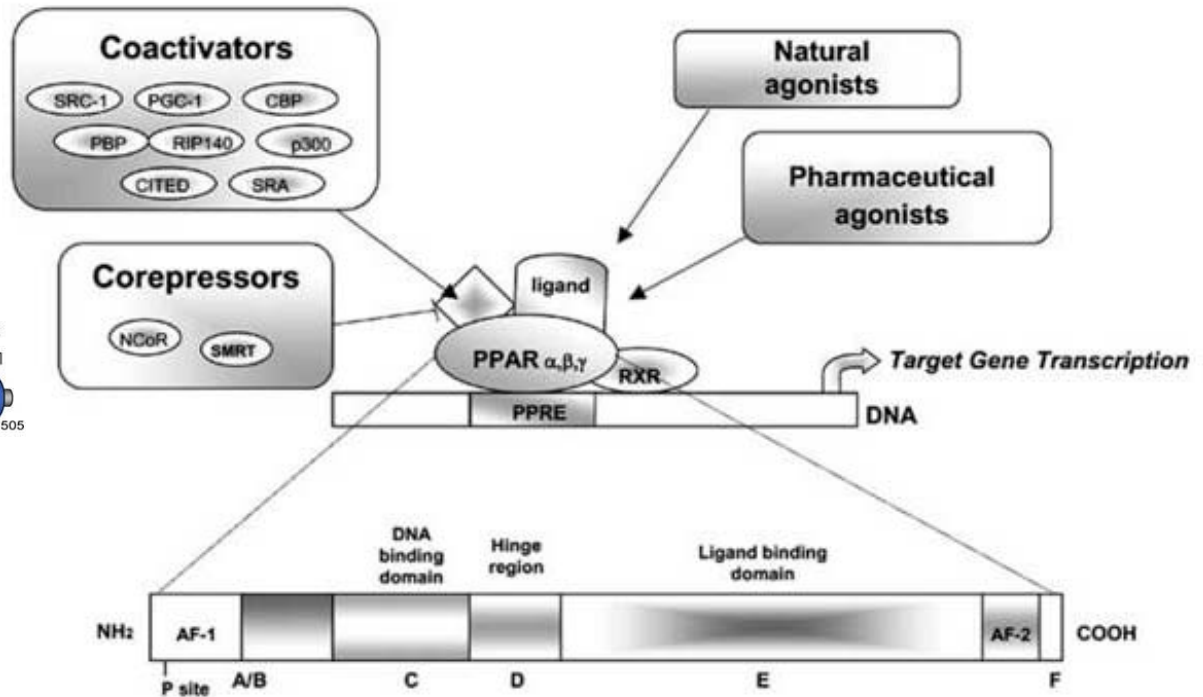 Coactivators
SRC-1 PGC-1 CBP
PBP RIP140 p300
CITED SRA
Natural
agonists
Pharmaceutical
agonists
Corepressors
NCoR SMRT
505
ligand
PPAR α,β,γ
RXR
Target Gene Transcription
PPRE
DNA
DNA
binding
domain
Hinge
region
Ligand binding
domain
NH₂ AF-1 AF-2 COOH
P site A/B C D E F